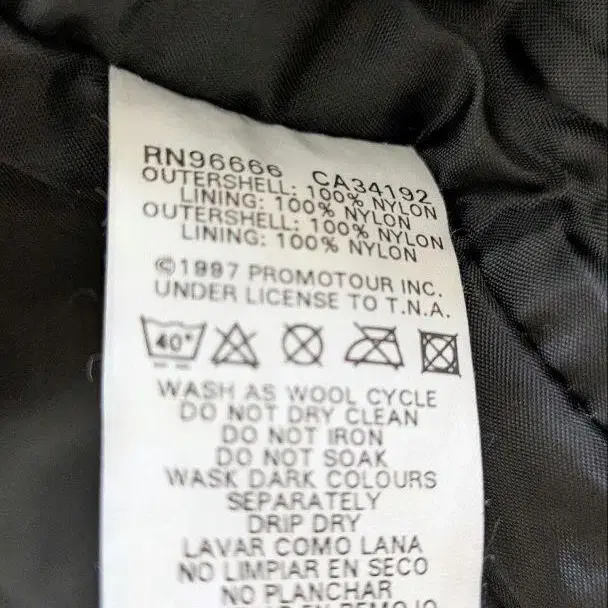 RN96666 CA34192
OUTERSHELL: 100% NYLON
LINING: 100% NYLON
OUTERSHELL: 100% NYLON
LINING: 100% NYLON
©1997 PROMOTOUR INC.
UNDER LICENSE TO T.N.A.
40°
WASH AS WOOL CYCLE
DO NOT DRY CLEAN
DO NOT IRON
DO NOT SOAK
WASK DARK COLOURS
SEPARATELY
DRIP DRY
LAVAR COMO LANA
NO LIMPIAR EN SECO
NO PLANCHAR
EN REMOJO